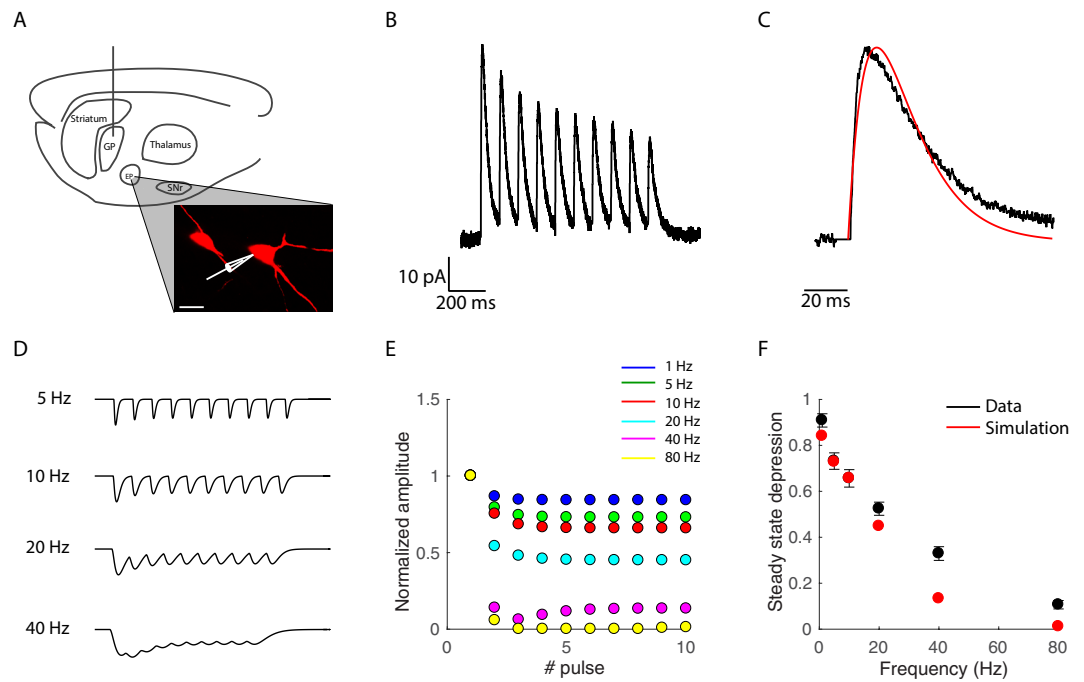 A
Striatum
GP
Thalamus
EP
SNr
B
10 pA
200 ms
C
20 ms
D
5 Hz
10 Hz
20 Hz
40 Hz
E
1 Hz
5 Hz
10 Hz
20 Hz
40 Hz
80 Hz
Normalized amplitude
1.5
1
0.5
0
0
5
10
# pulse
F
Data
Simulation
Steady state depression
1
0.8
0.6
0.4
0.2
0
0
20
40
60
80
Frequency (Hz)